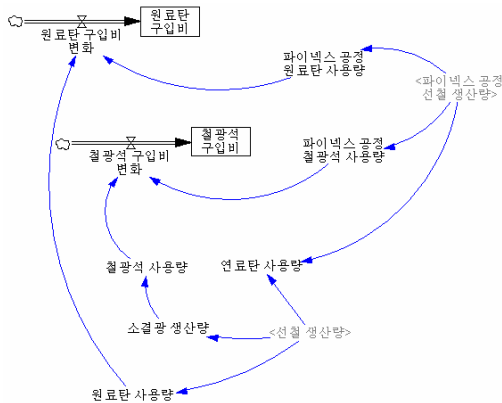 원료탄 구입비
변화
원료탄
구입비
파이넥스 공정
원료탄 사용량
<파이넥스 공정
선철 생산량>
철광석 구입비
변화
철광석
구입비
파이넥스 공정
철광석 사용량
철광석 사용량
연료탄 사용량
소결광 생산량
<선철 생산량>
원료탄 사용량